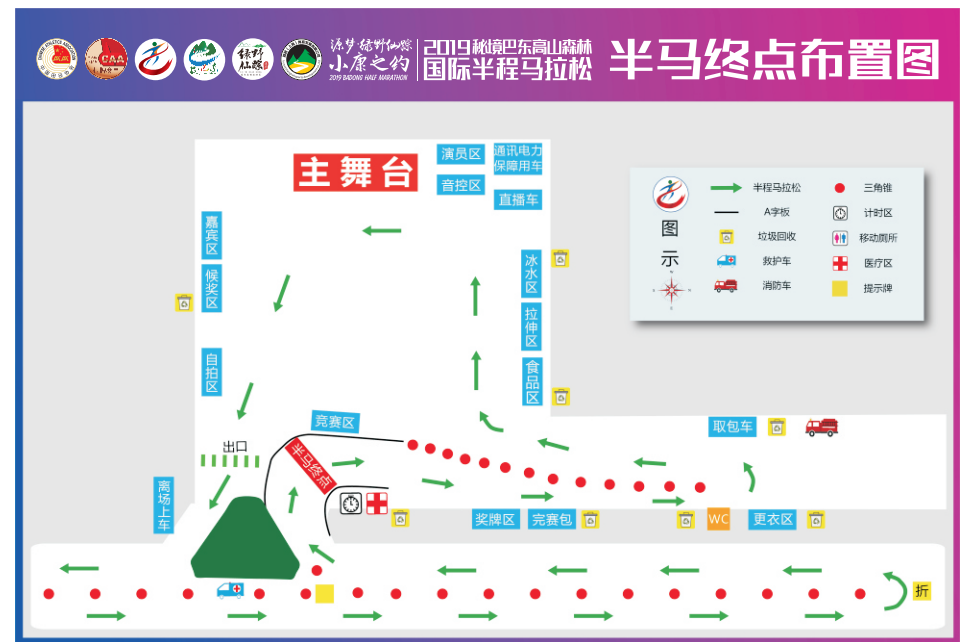 CAA
绿野
仙踪
源梦·绿野仙踪
小康之约
2019 BADONG HALF MARATHON
2019秘境巴东高山森林
国际半程马拉松
半马终点布置图
主舞台
演员区
通讯电力
保障用车
音控区
直播车
嘉宾区
候奖区
自拍区
冰水区
拉伸区
食品区
图
示
半程马拉松
三角锥
A字板
计时区
垃圾回收
移动厕所
救护车
医疗区
消防车
提示牌
竞赛区
取包车
出口
半马终点
离场上车
奖牌区
完赛包
WC
更衣区
折